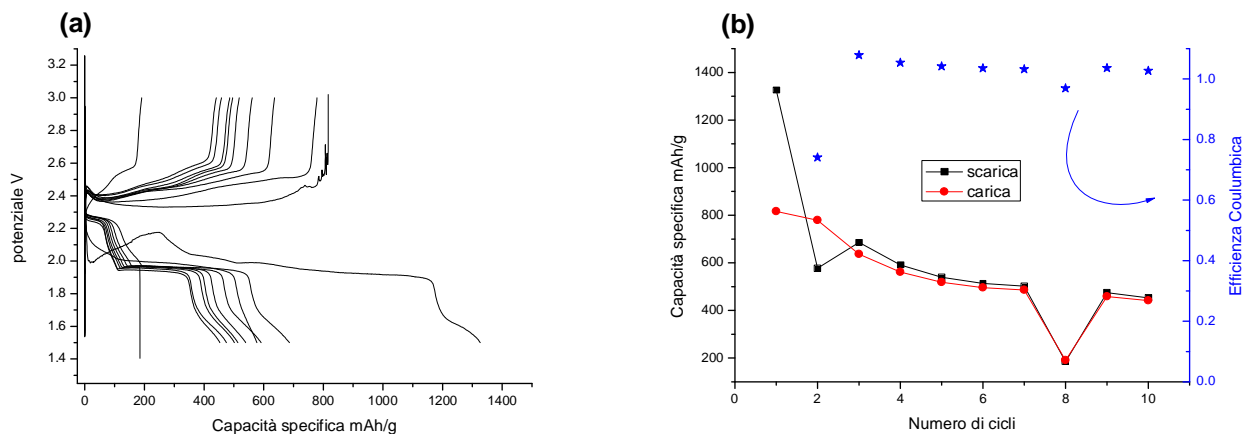 (a)
3.2
3.0
2.8
2.6
2.4
2.2
2.0
1.8
1.6
1.4
potenziale V
0 200 400 600 800 1000 1200 1400
Capacità specifica mAh/g
(b)
1400
1200
1000
800
600
400
200
Capacità specifica mAh/g
scarica
carica
0 2 4 6 8 10
Numero di cicli
1.0
0.8
0.6
0.4
0.2
0.0
Efficienza Coulumbica